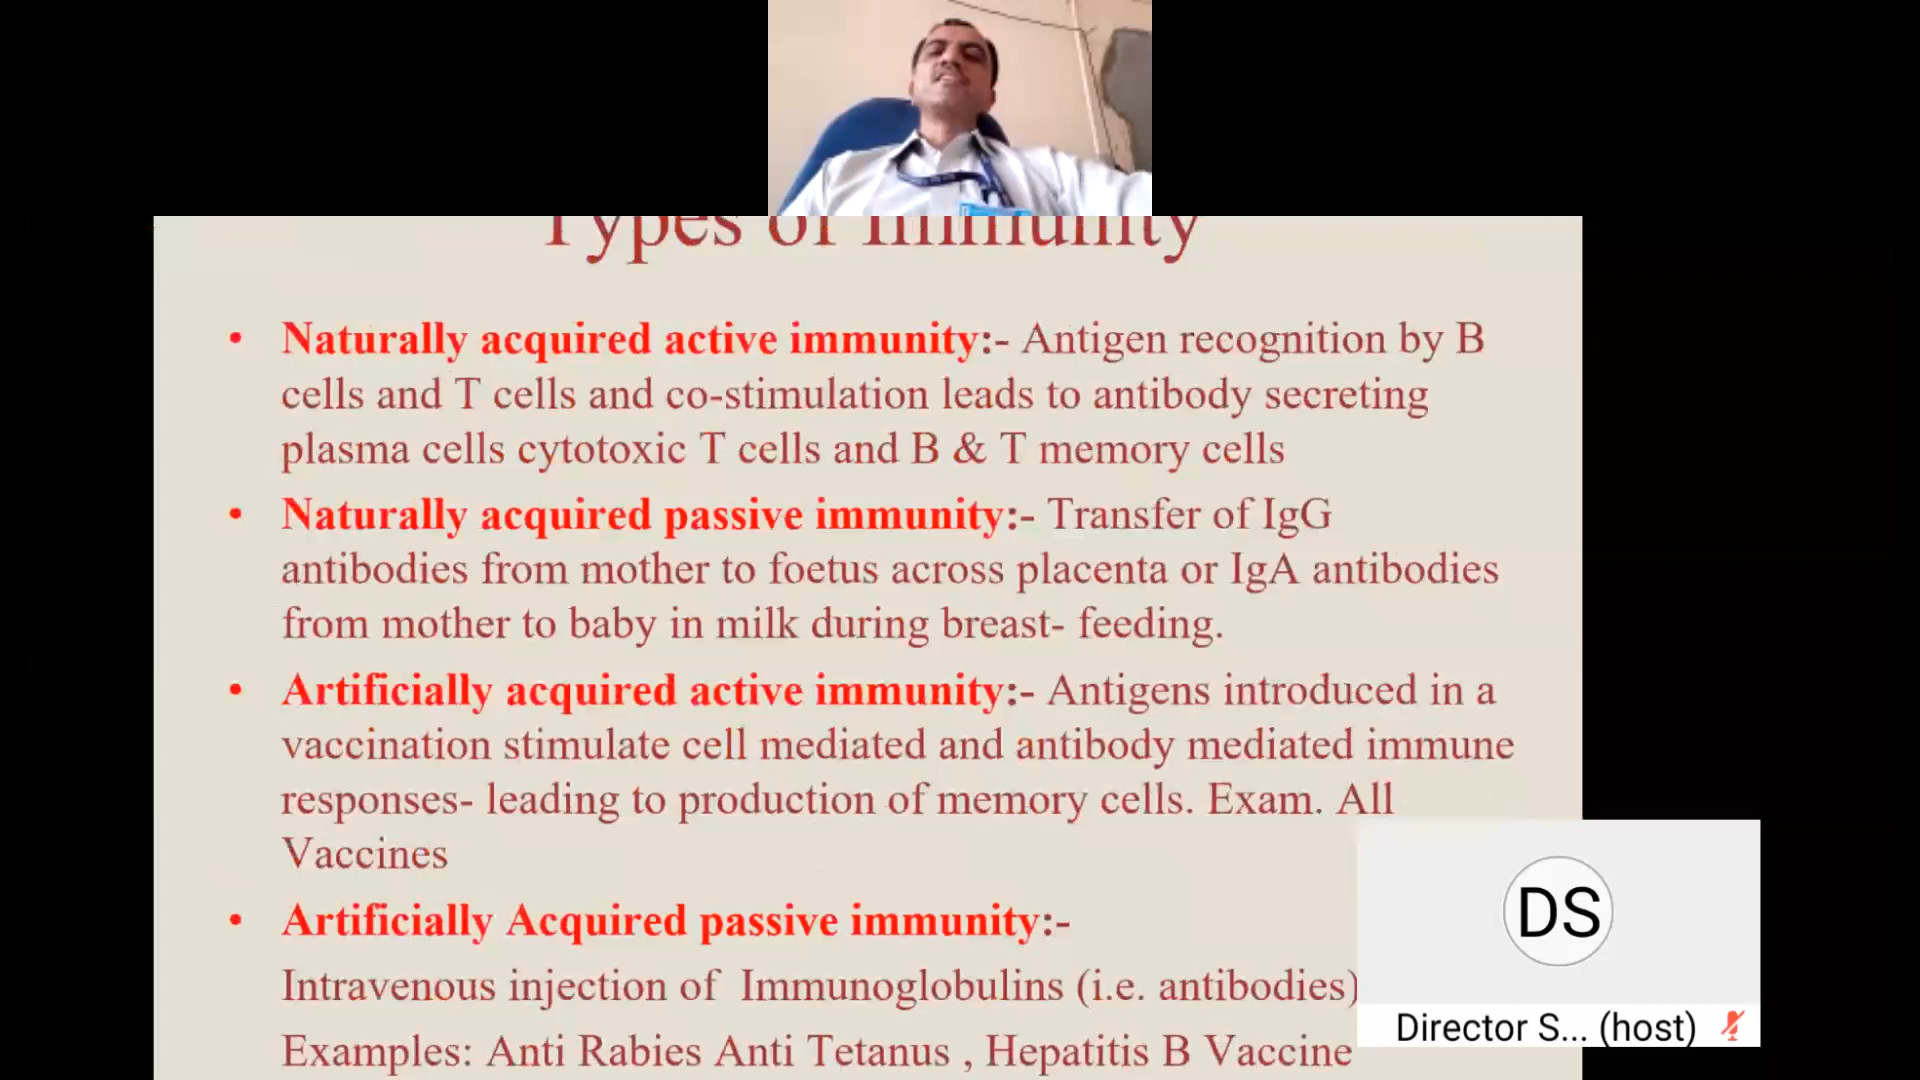 Types of Immunity
• Naturally acquired active immunity:- Antigen recognition by B
cells and T cells and co-stimulation leads to antibody secreting
plasma cells cytotoxic T cells and B & T memory cells
• Naturally acquired passive immunity:- Transfer of IgG
antibodies from mother to foetus across placenta or IgA antibodies
from mother to baby in milk during breast- feeding.
• Artificially acquired active immunity:- Antigens introduced in a
vaccination stimulate cell mediated and antibody mediated immune
responses- leading to production of memory cells. Exam. All
Vaccines
• Artificially Acquired passive immunity:-
Intravenous injection of Immunoglobulins (i.e. antibodies)
Examples: Anti Rabies Anti Tetanus , Hepatitis B Vaccine
DS
Director S... (host)